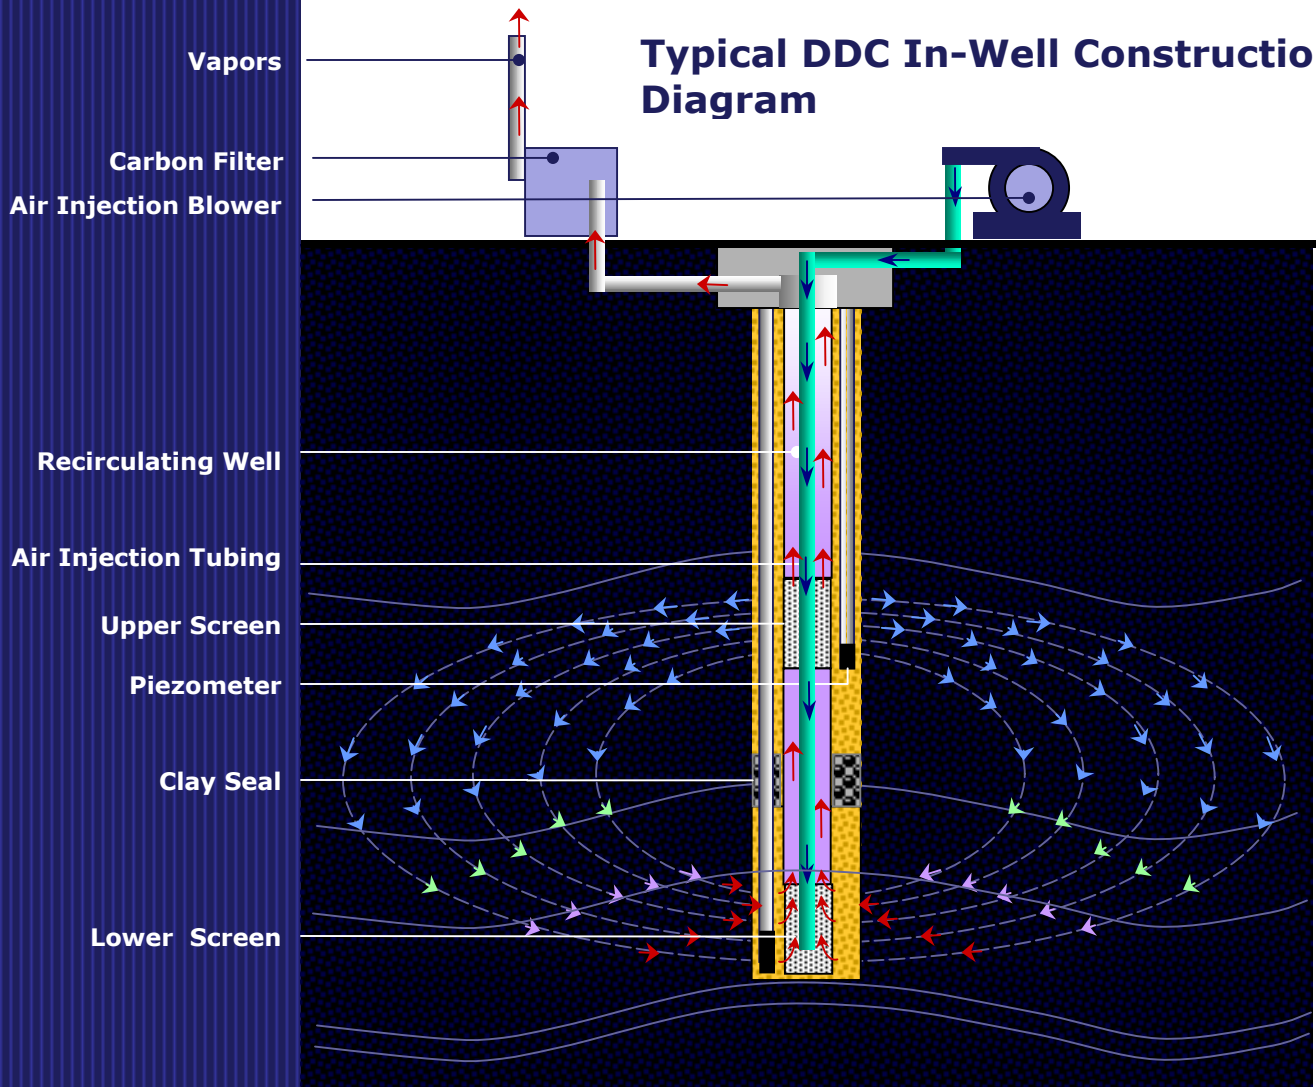 Typical DDC In-Well Constructio
Diagram
Vapors
Carbon Filter
Air Injection Blower
Recirculating Well
Air Injection Tubing
Upper Screen
Piezometer
Clay Seal
Lower  Screen